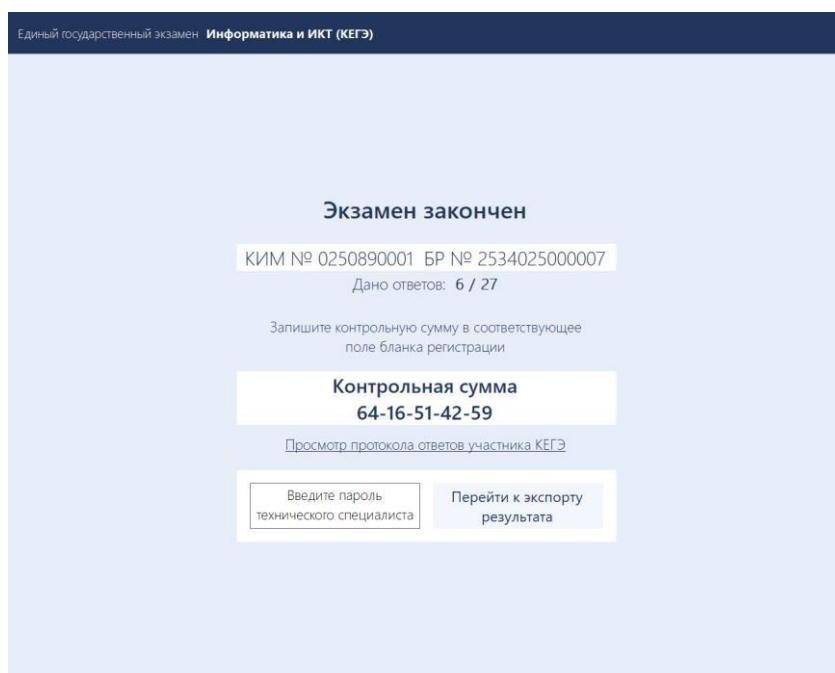 Единый государственный экзамен Информатика и ИКТ (КЕГЭ)
Экзамен закончен
КИМ № 0250890001 БР № 2534025000007
Дано ответов: 6 / 27
Запишите контрольную сумму в соответствующее
поле бланка регистрации
Контрольная сумма
64-16-51-42-59
Просмотр протокола ответов участника КЕГЭ
Введите пароль
технического специалиста
Перейти к экспорту
результата